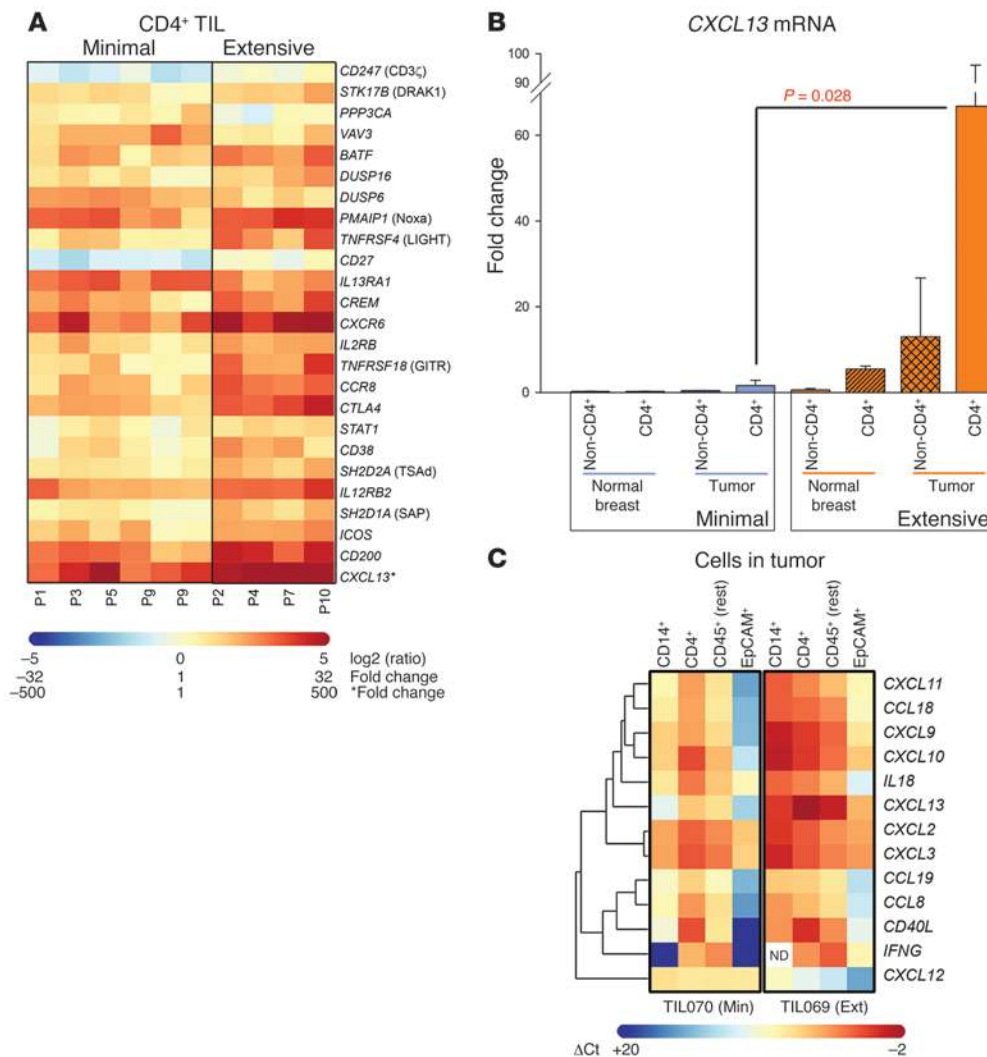 A
CD4⁺ TIL
Minimal
Extensive
CD247 (CD3ζ)
STK17B (DRAK1)
PPP3CA
VAV3
BATF
DUSP16
DUSP6
PMAIP1 (Noxa)
TNFRSF4 (LIGHT)
CD27
IL13RA1
CREM
CXCR6
IL2RB
TNFRSF18 (GITR)
CCR8
CTLA4
STAT1
CD38
SH2D2A (TSAd)
IL12RB2
SH2D1A (SAP)
ICOS
CD200
CXCL13*
P1 P3 P5 Pg P9 P2 P4 P7 P10
–5 0 5 log2 (ratio)
–32 1 32 Fold change
–500 1 500 *Fold change
B
CXCL13 mRNA
Fold change
100
80
60
40
20
0
P = 0.028
Non-CD4⁺ CD4⁺ Non-CD4⁺ CD4⁺ Non-CD4⁺ CD4⁺ Non-CD4⁺ CD4⁺
Normal breast Tumor Normal breast Tumor
Minimal Extensive
C
Cells in tumor
CD14⁺ CD4⁺ CD45⁺ (rest) EpCAM⁺ CD14⁺ CD4⁺ CD45⁺ (rest) EpCAM⁺
CXCL11
CCL18
CXCL9
CXCL10
IL18
CXCL13
CXCL2
CXCL3
CCL19
CCL8
CD40L
ND
IFNG
CXCL12
TIL070 (Min) TIL069 (Ext)
ΔCt +20 –2